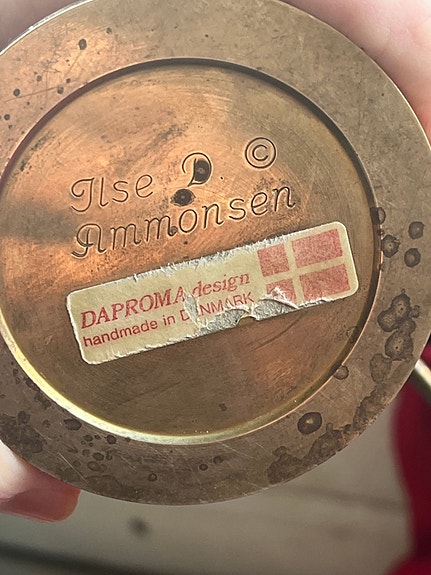 Ilse D. ©
Ammonsen
DAPROMA design
handmade in DENMARK